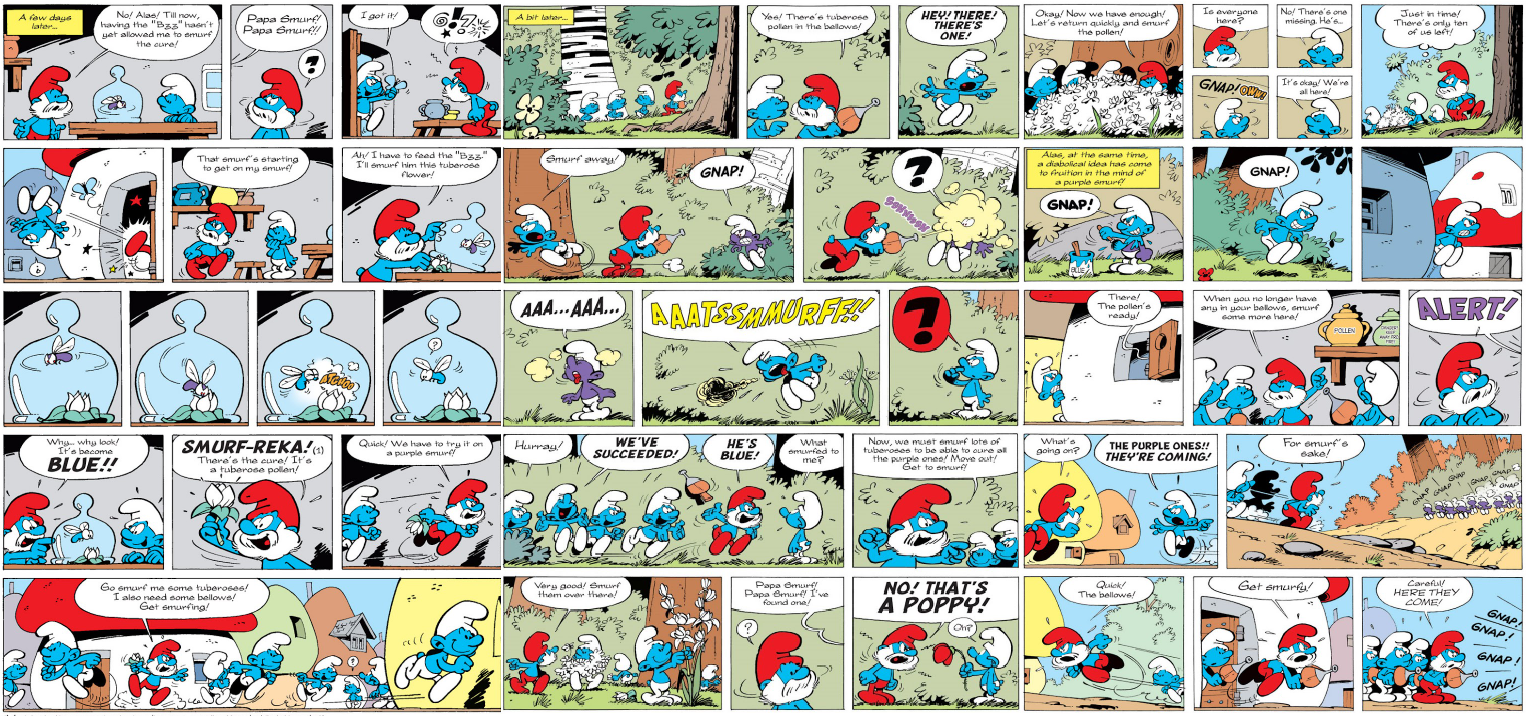 A few days
later...
No! Alas! Till now,
having the "Bzz" hasn't
yet allowed me to smurf
the cure!
Papa Smurf!
Papa Smurf!!
?
I got it!
!?
That smurf's starting
to get on my smurf!
Ah! I have to feed the "Bzz."
I'll smurf him this tuberose
flower!
ATCHOO
?
Why... why look!
It's become
BLUE!!
SMURF-REKA! (1)
There's the cure! It's
a tuberose pollen!
Quick! We have to try it on
a purple smurf!
Go smurf me some tuberoses!
I also need some bellows!
Get smurfing!
?
A bit later...
Yes! There's tuberose
pollen in the bellows!
HEY! THERE!
THERE'S
ONE!
Smurf away!
GNAP!
?
AAA...AAA...
AAATSSMMURFF!!
?
Hurray!
WE'VE
SUCCEEDED!
HE'S
BLUE!
What
smurfed to
me?
Now, we must smurf lots of
tuberoses to be able to cure all
the purple ones! Move out!
Get to smurf!
Very good! Smurf
them over there!
Papa Smurf!
Papa Smurf! I've
found one!
?
NO! THAT'S
A POPPY!
Oh?
Okay! Now we have enough!
Let's return quickly and smurf
the pollen!
Is everyone
here?
No! There's one
missing. He's...
GNAP! OWW!
It's okay! We're
all here!
Just in time!
There's only ten
of us left!
Alas, at the same time,
a diabolical idea has come
to fruition in the mind of
a purple smurf!
GNAP!
BLUE
GNAP!
There!
The pollen's
ready!
When you no longer have
any in your bellows, smurf
some more here!
POLLEN
ALERT!
What's
going on?
THE PURPLE ONES!!
THEY'RE COMING!
For smurf's
sake!
GNAP GNAP GNAP GNAP GNAP GNAP
Quick!
The bellows!
Get smurfy!
Careful!
HERE THEY
COME!
GNAP!
GNAP!
GNAP!
GNAP!